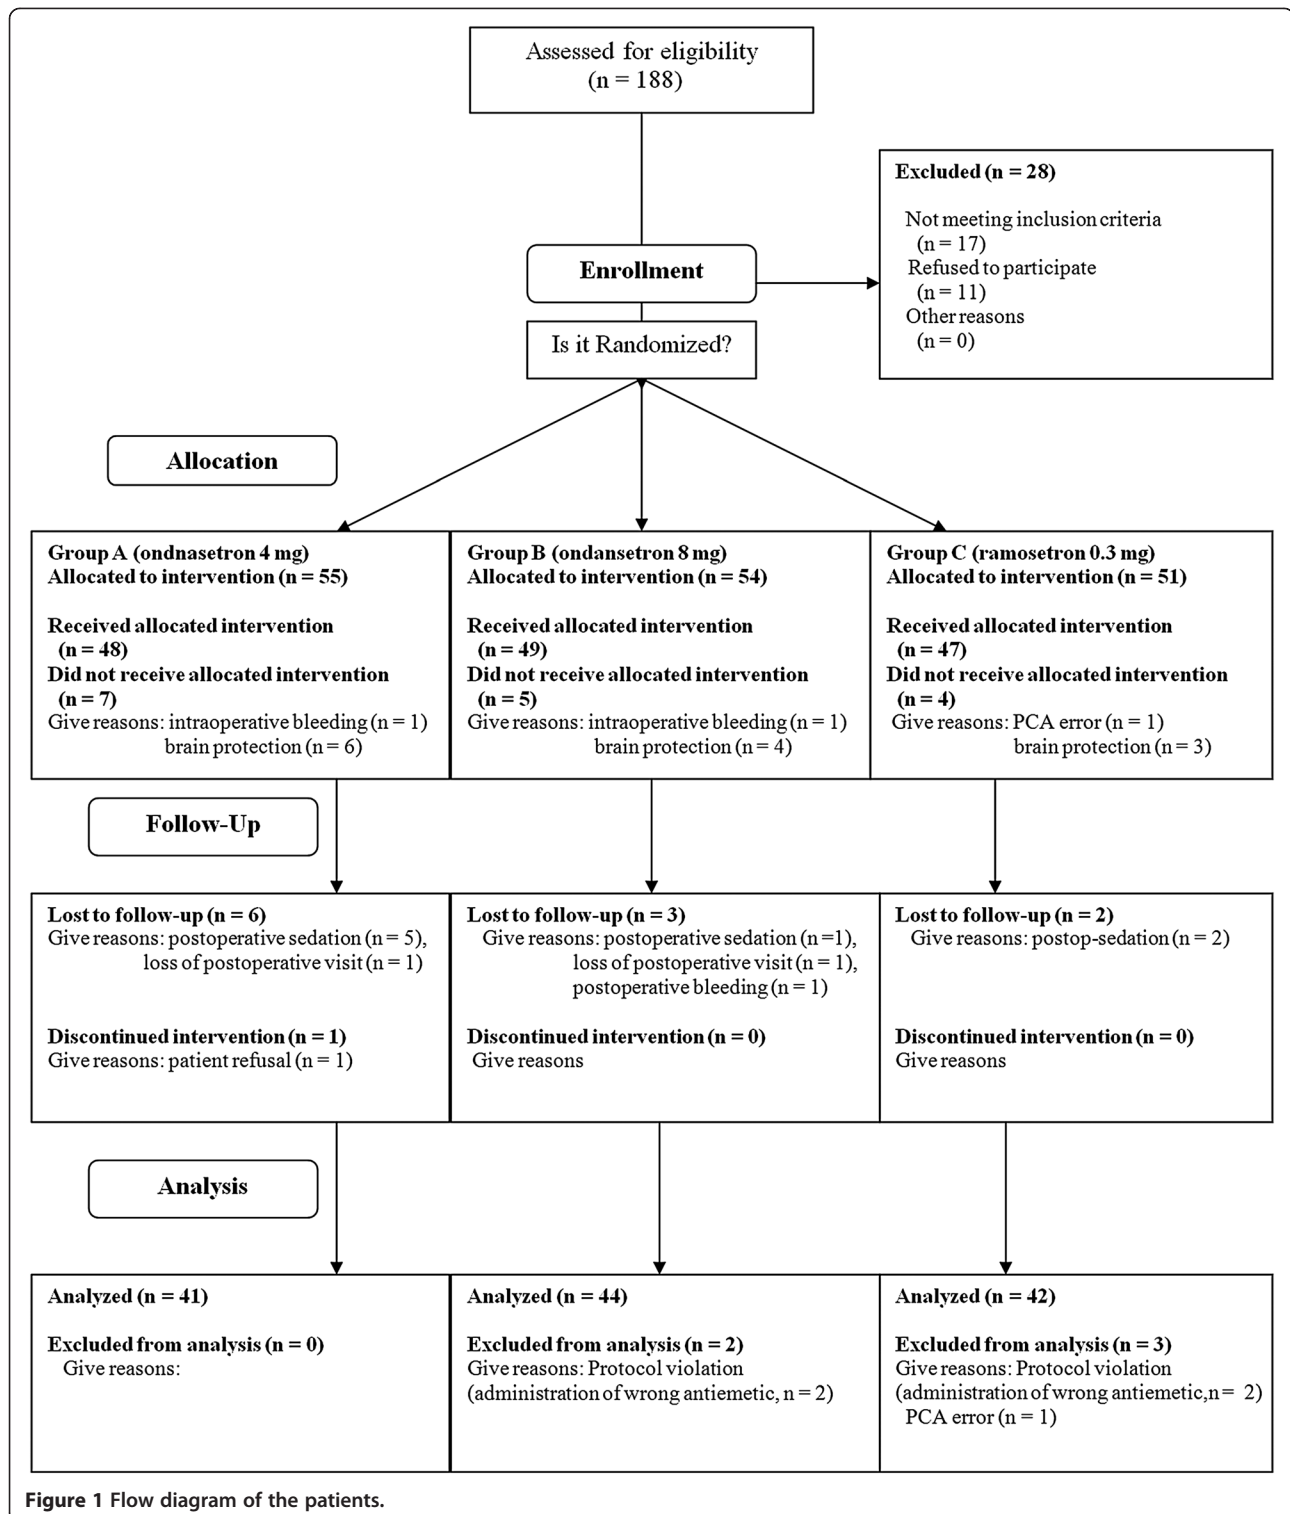 Assessed for eligibility
(n = 188)
Excluded (n = 28)
Not meeting inclusion criteria
(n = 17)
Refused to participate
(n = 11)
Other reasons
(n = 0)
Enrollment
Is it Randomized?
Allocation
Group A (ondnasetron 4 mg)
Allocated to intervention (n = 55)
Received allocated intervention
(n = 48)
Did not receive allocated intervention
(n = 7)
Give reasons: intraoperative bleeding (n = 1)
brain protection (n = 6)
Group B (ondansetron 8 mg)
Allocated to intervention (n = 54)
Received allocated intervention
(n = 49)
Did not receive allocated intervention
(n = 5)
Give reasons: intraoperative bleeding (n = 1)
brain protection (n = 4)
Group C (ramosetron 0.3 mg)
Allocated to intervention (n = 51)
Received allocated intervention
(n = 47)
Did not receive allocated intervention
(n = 4)
Give reasons: PCA error (n = 1)
brain protection (n = 3)
Follow-Up
Lost to follow-up (n = 6)
Give reasons: postoperative sedation (n = 5),
loss of postoperative visit (n = 1)
Discontinued intervention (n = 1)
Give reasons: patient refusal (n = 1)
Lost to follow-up (n = 3)
Give reasons: postoperative sedation (n =1),
loss of postoperative visit (n = 1),
postoperative bleeding (n = 1)
Discontinued intervention (n = 0)
Give reasons
Lost to follow-up (n = 2)
Give reasons: postop-sedation (n = 2)
Discontinued intervention (n = 0)
Give reasons
Analysis
Analyzed (n = 41)
Excluded from analysis (n = 0)
Give reasons:
Analyzed (n = 44)
Excluded from analysis (n = 2)
Give reasons: Protocol violation
(administration of wrong antiemetic, n = 2)
Analyzed (n = 42)
Excluded from analysis (n = 3)
Give reasons: Protocol violation
(administration of wrong antiemetic,n = 2)
PCA error (n = 1)
Figure 1 Flow diagram of the patients.